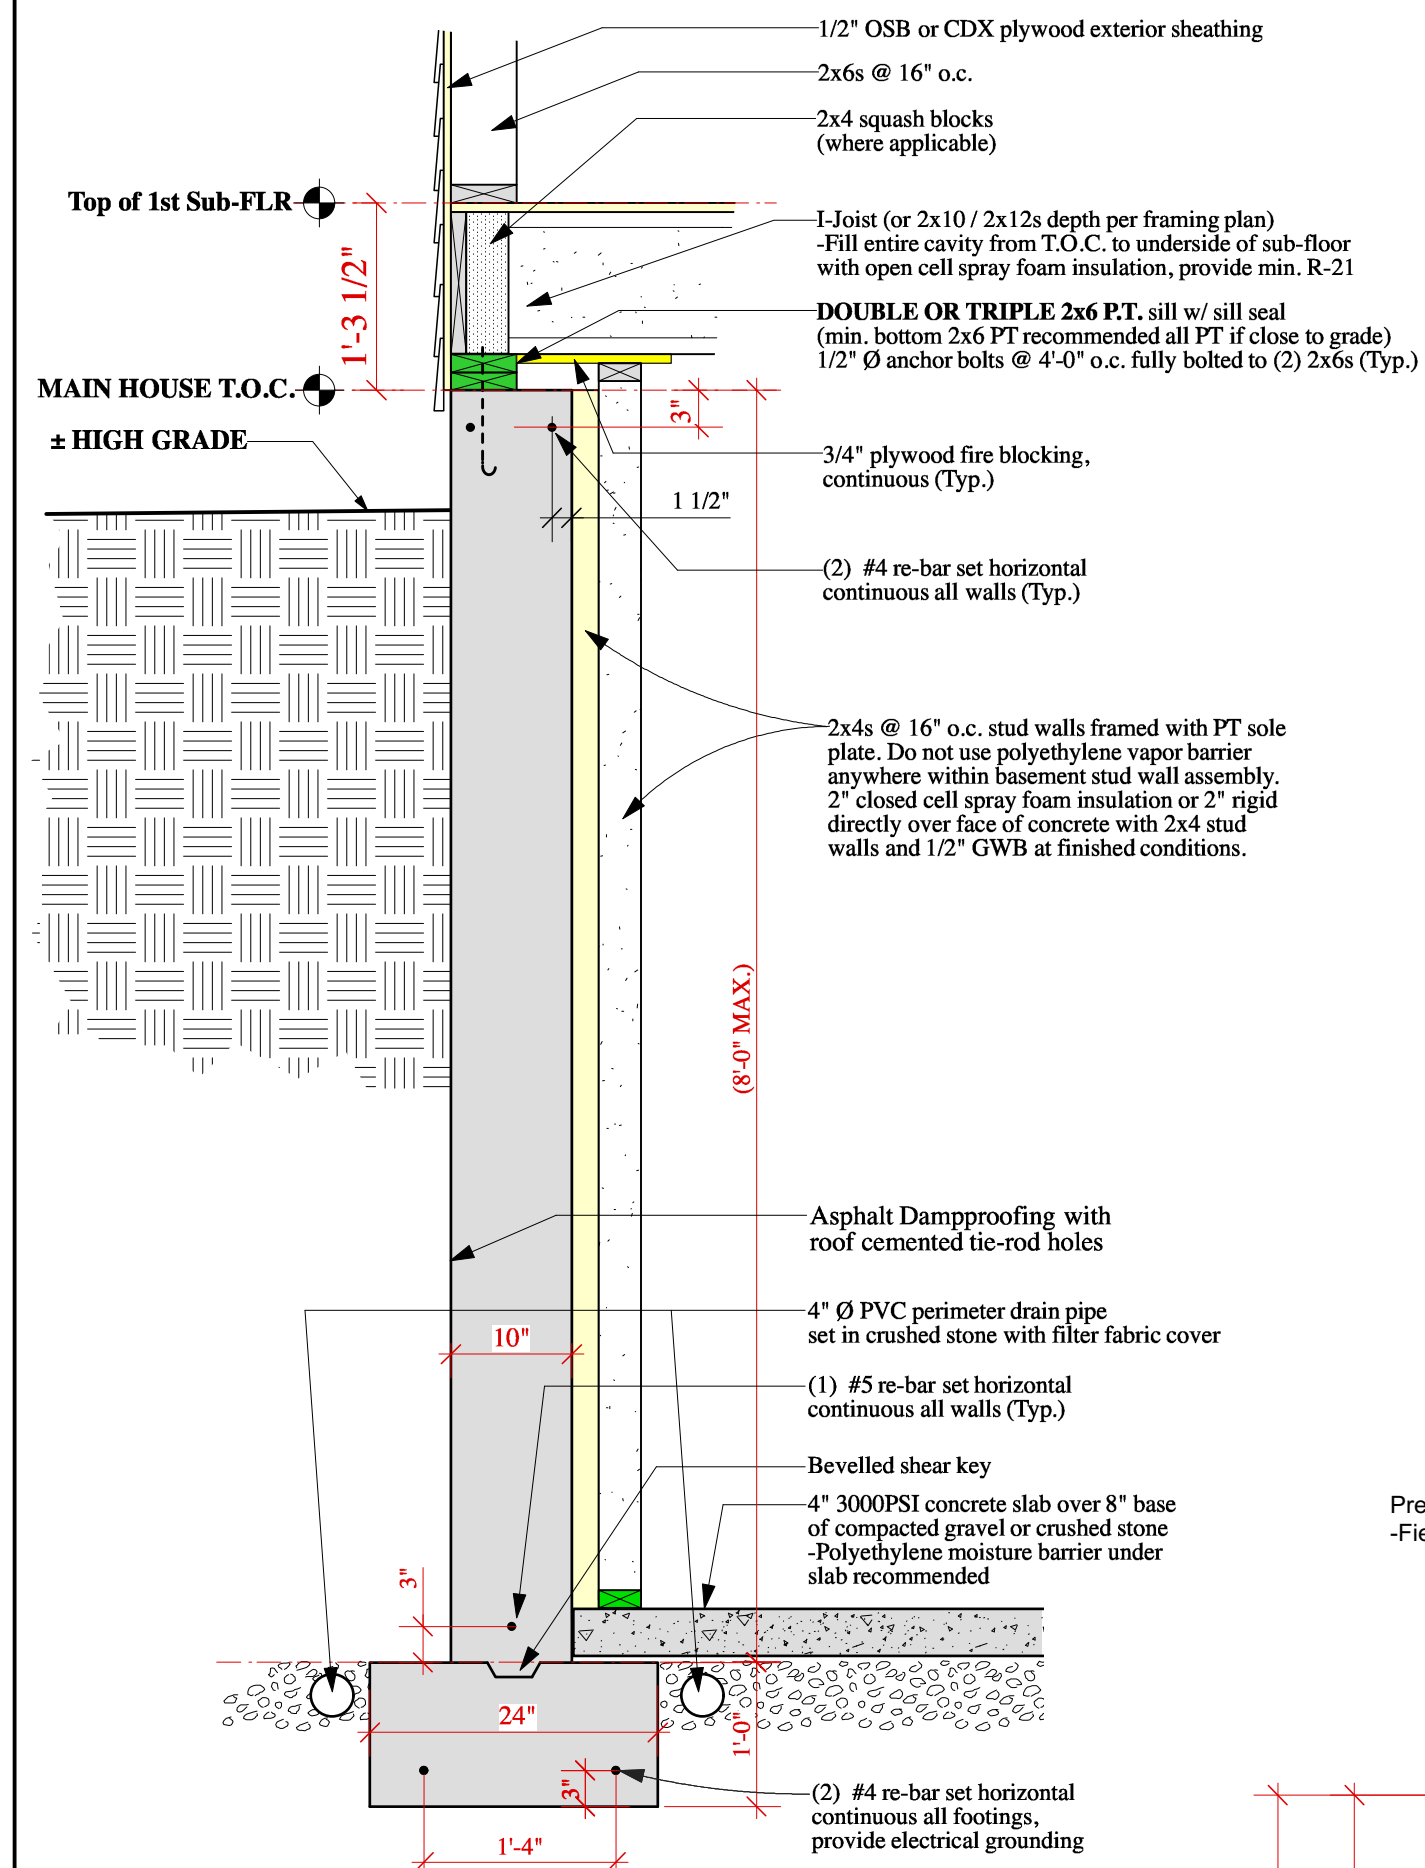 1/2" OSB or CDX plywood exterior sheathing
2x6s @ 16" o.c.
2x4 squash blocks
(where applicable)
Top of 1st Sub-FLR
I-Joist (or 2x10 / 2x12s depth per framing plan)
-Fill entire cavity from T.O.C. to underside of sub-floor
with open cell spray foam insulation, provide min. R-21
1'-3 1/2"
DOUBLE OR TRIPLE 2x6 P.T. sill w/ sill seal
(min. bottom 2x6 PT recommended all PT if close to grade)
1/2" Ø anchor bolts @ 4'-0" o.c. fully bolted to (2) 2x6s (Typ.)
MAIN HOUSE T.O.C.
3"
± HIGH GRADE
3/4" plywood fire blocking,
continuous (Typ.)
1 1/2"
(2) #4 re-bar set horizontal
continuous all walls (Typ.)
2x4s @ 16" o.c. stud walls framed with PT sole
plate. Do not use polyethylene vapor barrier
anywhere within basement stud wall assembly.
2" closed cell spray foam insulation or 2" rigid
directly over face of concrete with 2x4 stud
walls and 1/2" GWB at finished conditions.
(8'-0" MAX.)
Asphalt Dampproofing with
roof cemented tie-rod holes
4" Ø PVC perimeter drain pipe
set in crushed stone with filter fabric cover
10"
(1) #5 re-bar set horizontal
continuous all walls (Typ.)
Bevelled shear key
4" 3000PSI concrete slab over 8" base
of compacted gravel or crushed stone
-Polyethylene moisture barrier under
slab recommended
Pre
-Fie
3"
24"
1'-0"
3"
(2) #4 re-bar set horizontal
continuous all footings,
provide electrical grounding
1'-4"